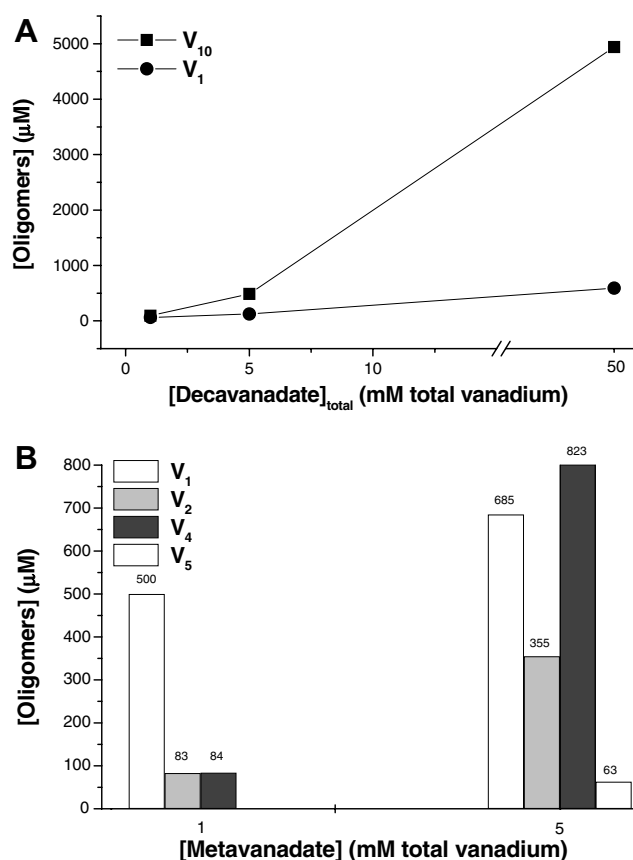 A
V10
V1
[Oligomers] (μM)
5000
4000
3000
2000
1000
0
0 5 10 50
[Decavanadate]total (mM total vanadium)
B
V1
V2
V4
V5
[Oligomers] (μM)
800
700
600
500
400
300
200
100
0
500
83
84
685
355
823
63
1 5
[Metavanadate] (mM total vanadium)